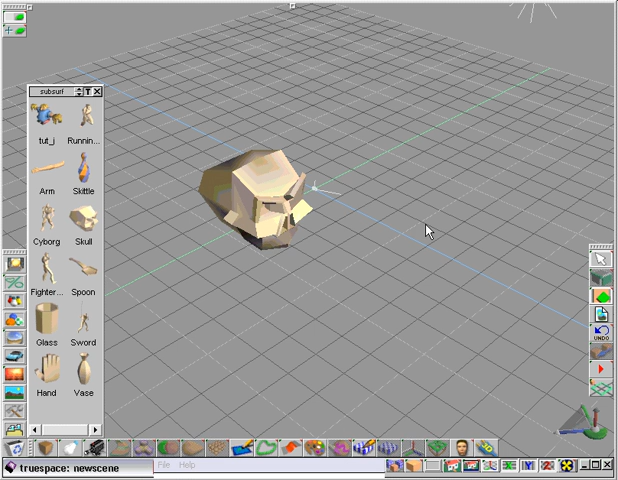 subsurf T
tut_j Runnin...
Arm Skittle
Cyborg Skull
Fighter... Spoon
Glass Sword
Hand Vase
UNDO
truespace: newscene File Help